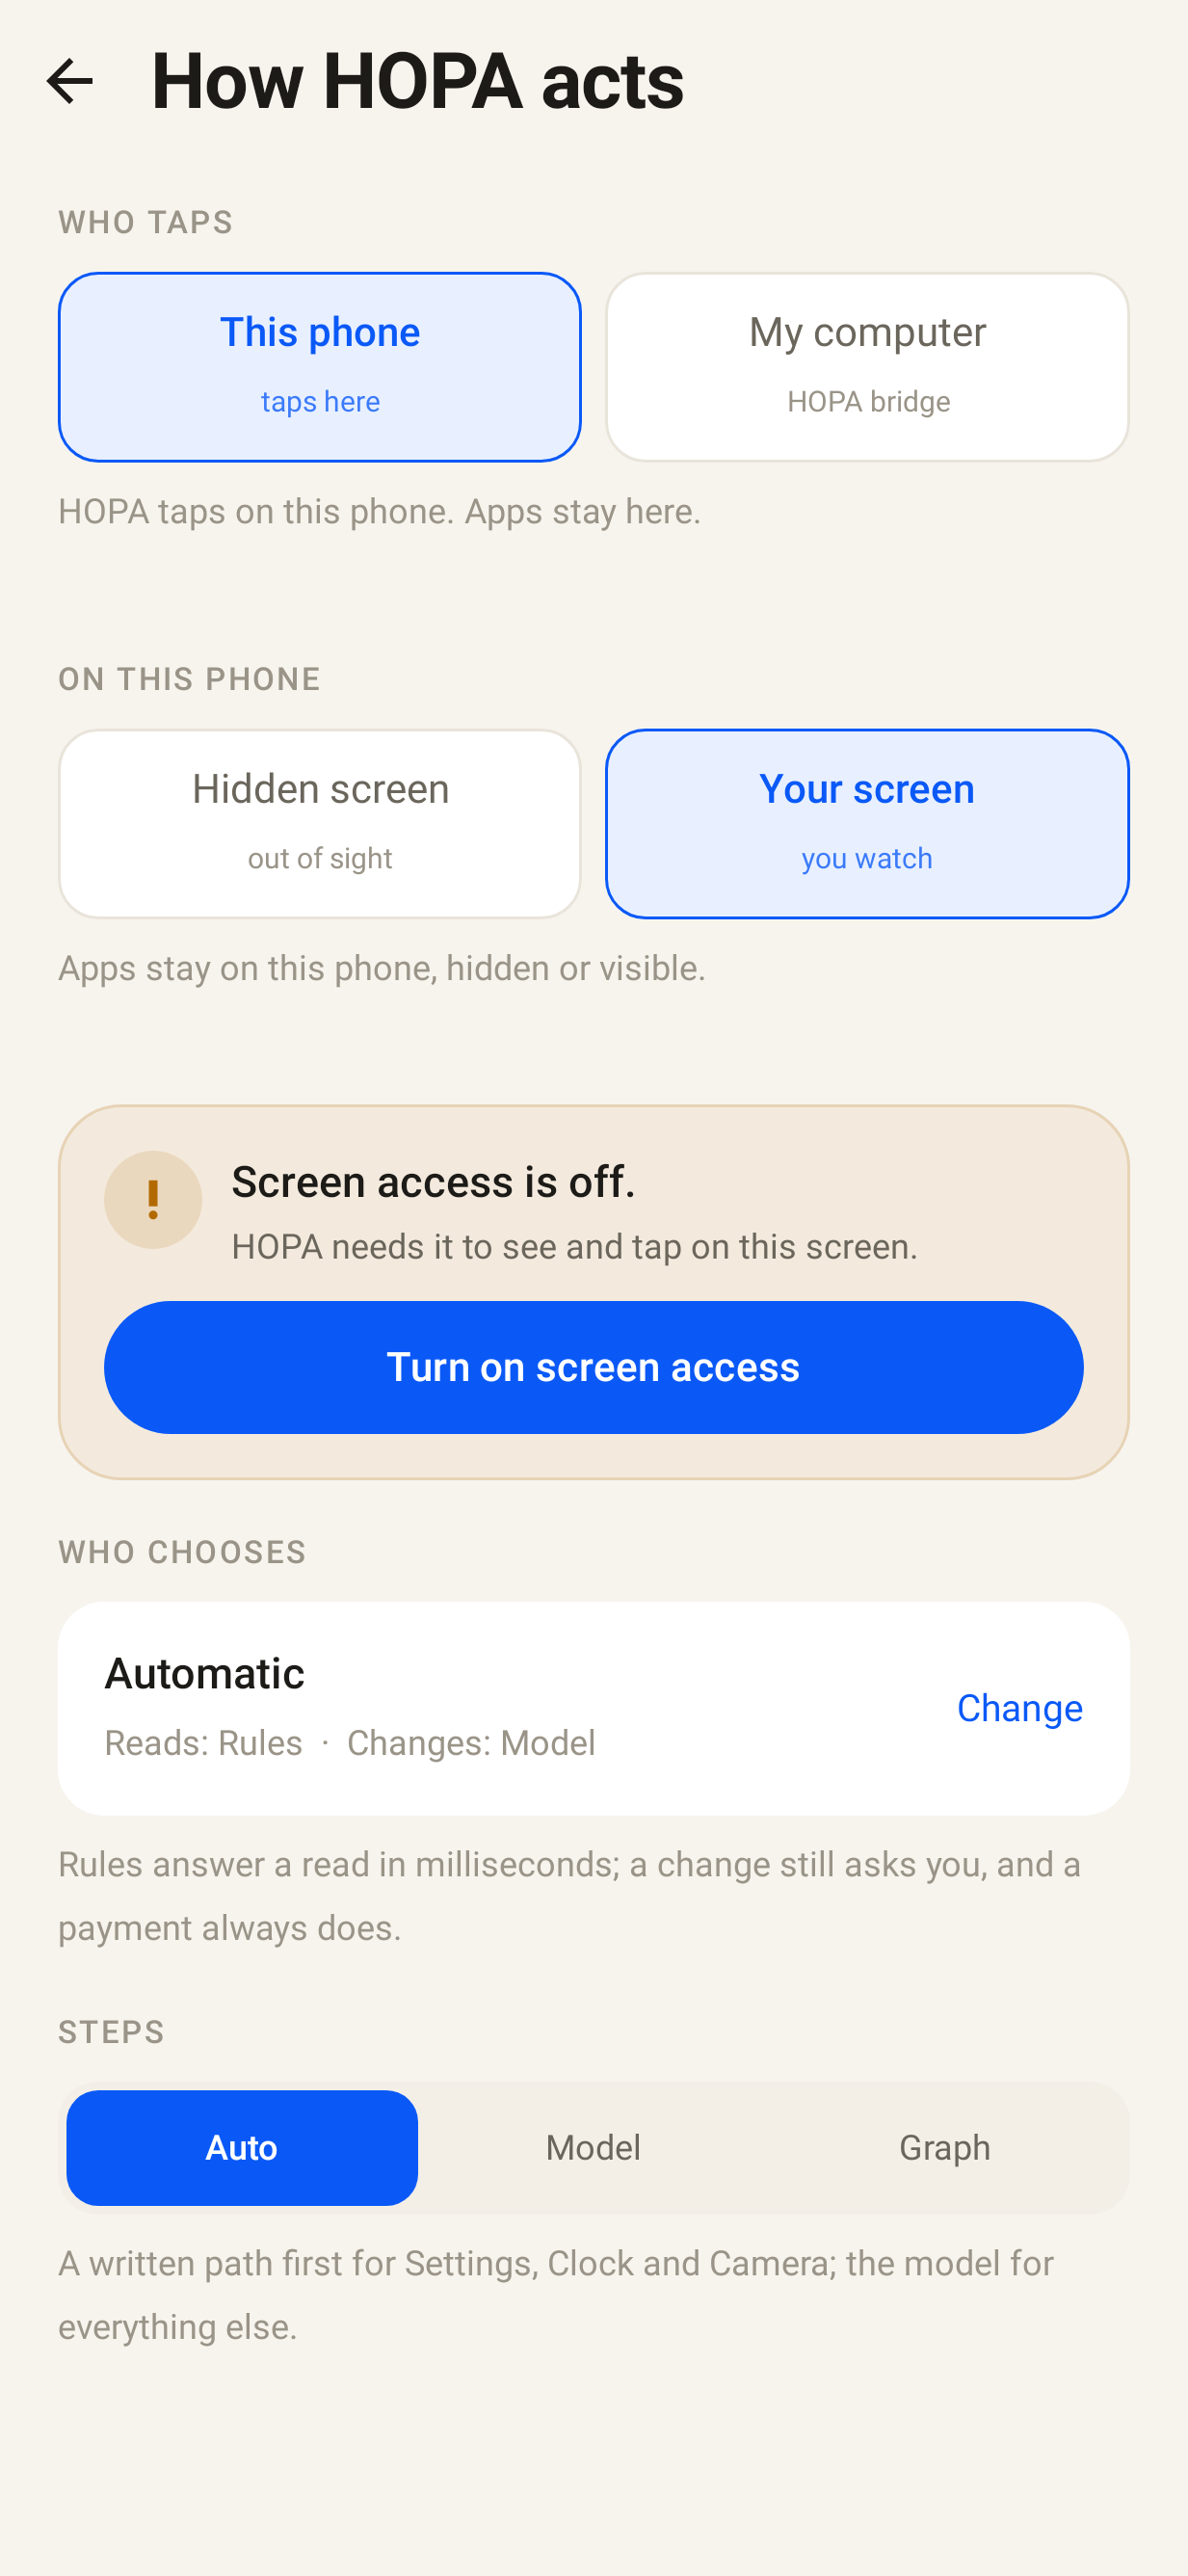 How HOPA acts
WHO TAPS
This phone
taps here
My computer
HOPA bridge
HOPA taps on this phone. Apps stay here.
ON THIS PHONE
Hidden screen
out of sight
Your screen
you watch
Apps stay on this phone, hidden or visible.
!
Screen access is off.
HOPA needs it to see and tap on this screen.
Turn on screen access
WHO CHOOSES
Automatic
Reads: Rules · Changes: Model
Change
Rules answer a read in milliseconds; a change still asks you, and a
payment always does.
STEPS
Auto
Model
Graph
A written path first for Settings, Clock and Camera; the model for
everything else.